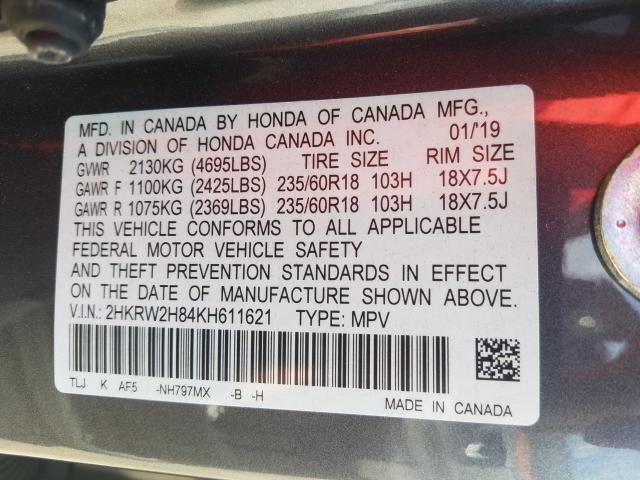 MFD. IN CANADA BY HONDA OF CANADA MFG.,
A DIVISION OF HONDA CANADA INC. 01/'19
GVWR 2130KG (4695LBS) TIRE SIZE RIM SIZE
GAWR F 1100KG (2425LBS) 235/60R18 103H 18X7.5J
GAWR R 1075KG (2369LBS) 235/60R18 103H 18X7.5J
THIS VEHICLE CONFORMS TO ALL APPLICABLE
FEDERAL MOTOR VEHICLE SAFETY
AND THEFT PREVENTION STANDARDS IN EFFECT
ON THE DATE OF MANUFACTURE SHOWN ABOVE.
V.I.N.: 2HKRW2H84KH611621 TYPE: MPV
TLJ K AF5 -NH797MX -B -H
MADE IN CANADA